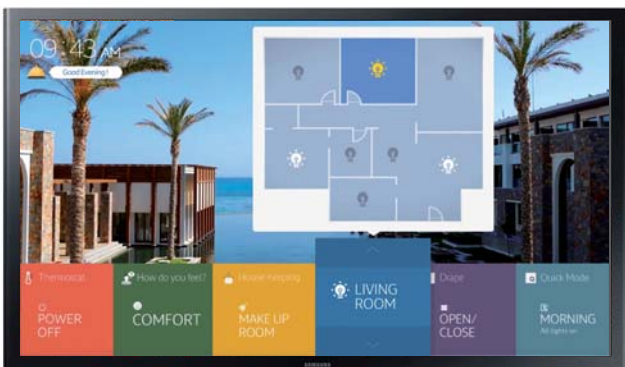 09:43 AM
Good Evening !
Thermostat
POWER
OFF
How do you feel?
COMFORT
House Keeping
MAKE UP
ROOM
LIVING
ROOM
Drape
OPEN/
CLOSE
Quick Mode
MORNING
All lights on
SAMSUNG